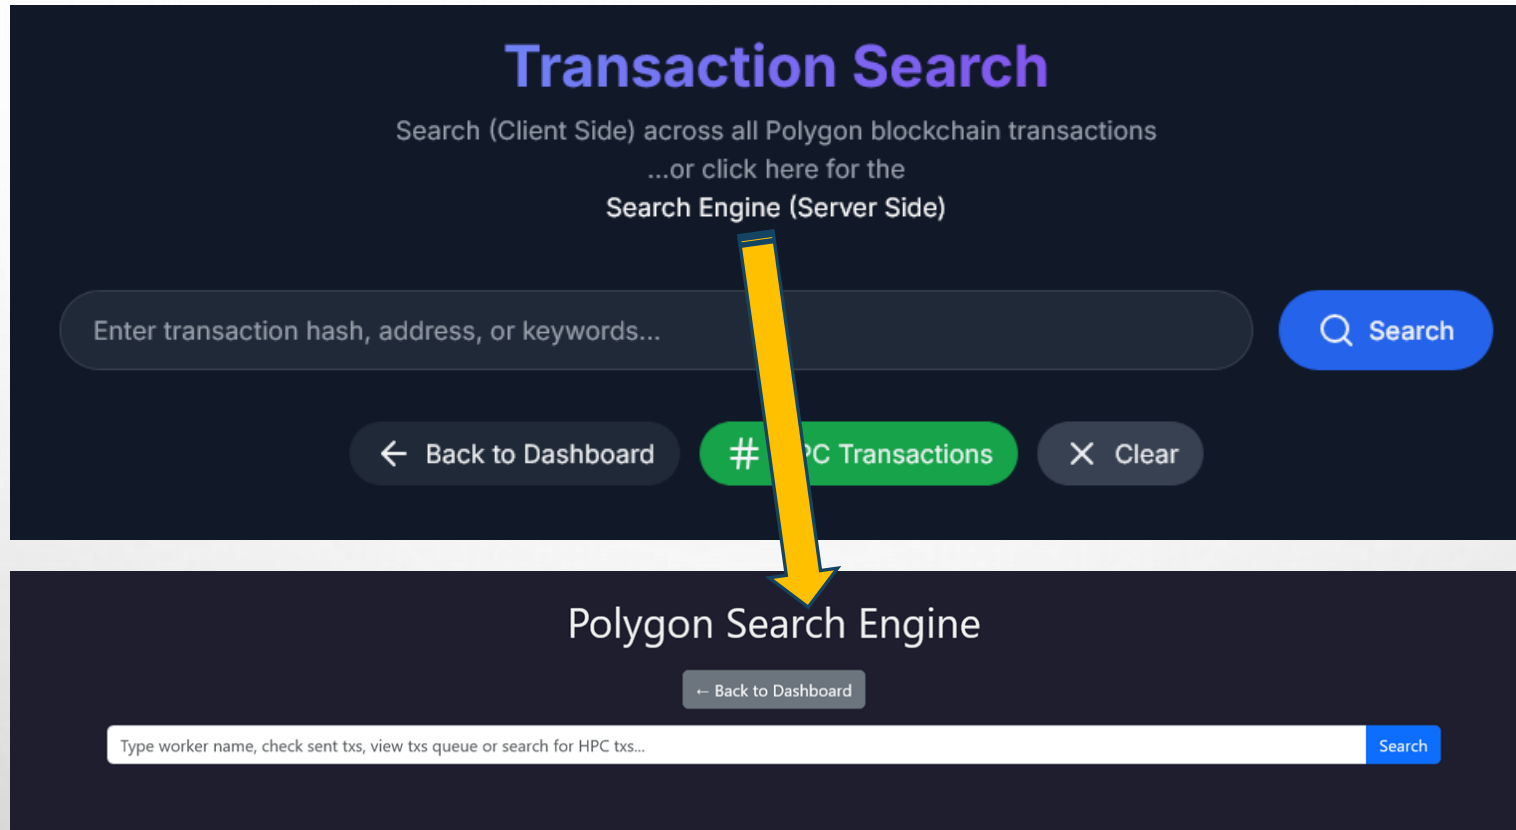 Transaction Search
Search (Client Side) across all Polygon blockchain transactions
...or click here for the
Search Engine (Server Side)
Enter transaction hash, address, or keywords...
Search
Back to Dashboard
# PC Transactions
Clear
Polygon Search Engine
← Back to Dashboard
Type worker name, check sent txs, view txs queue or search for HPC txs...
Search